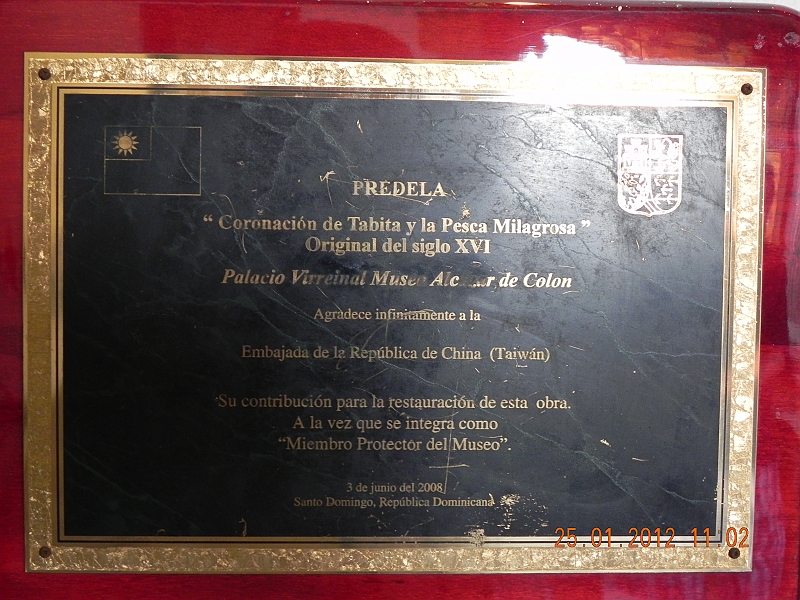 PREDELA
“ Coronación de Tabita y la Pesca Milagrosa ”
Original del siglo XVI
Palacio Virreinal Museo de Colon
Agradece infinitamente a la
Embajada de la República de China (Taiwán)
Su contribución para la restauración de esta obra.
A la vez que se integra como
“Miembro Protector del Museo”.
3 de junio del 2008
Santo Domingo, República Dominicana
25.01.2012 11:02